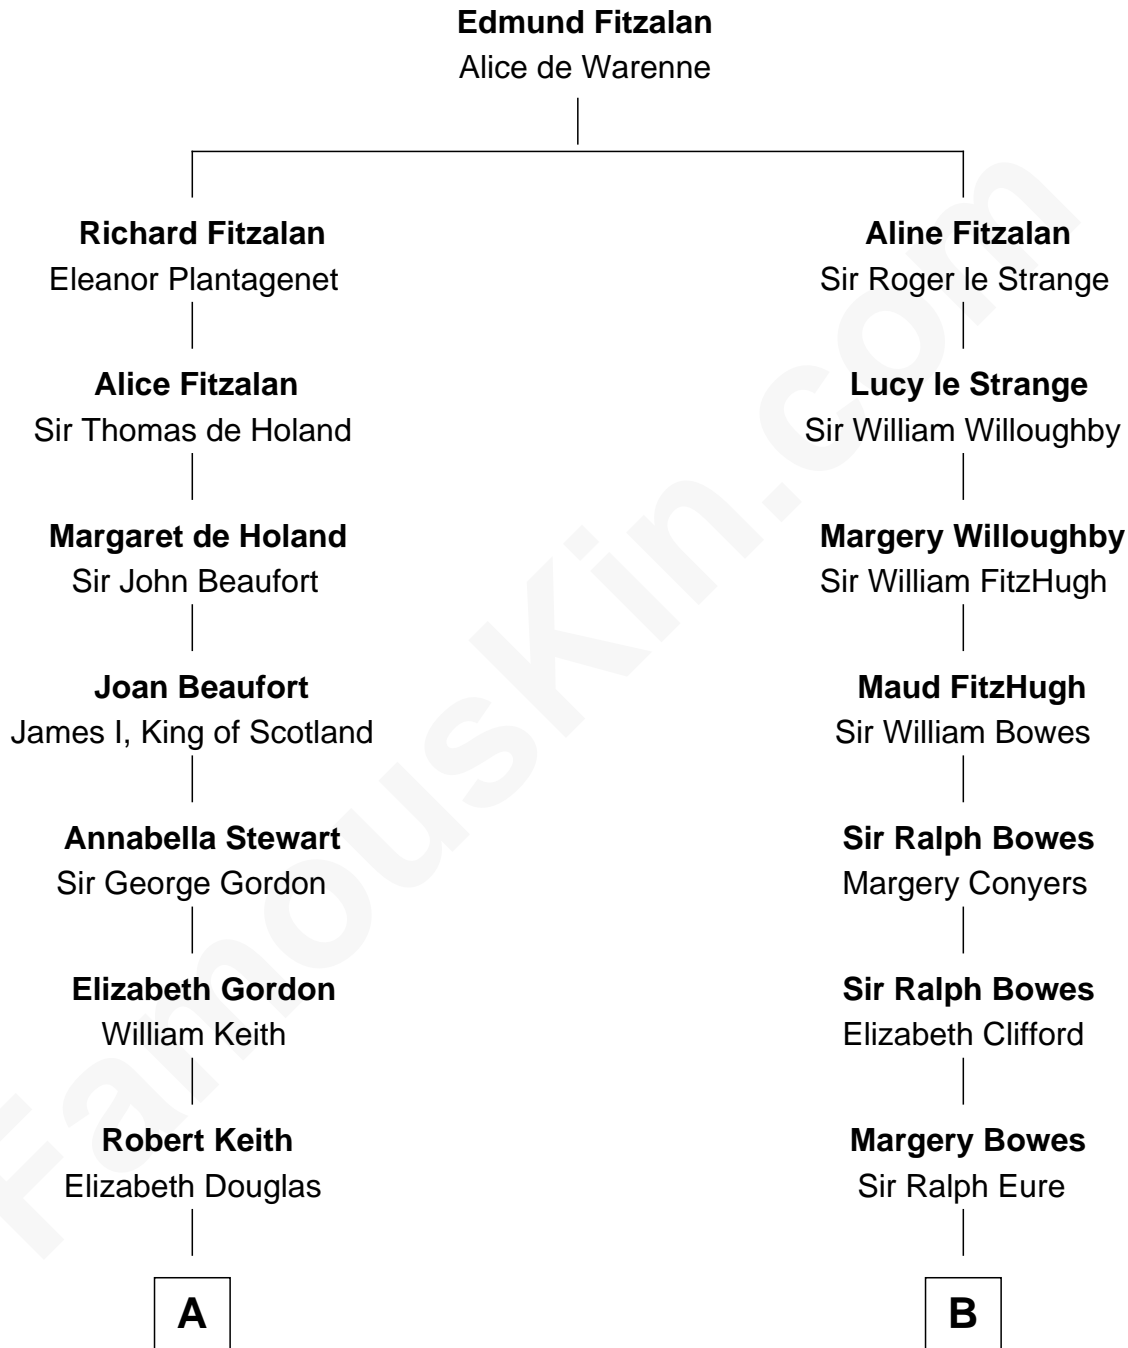 Edmund Fitzalan
Alice de Warenne
Richard Fitzalan
Eleanor Plantagenet
Aline Fitzalan
Sir Roger le Strange
Alice Fitzalan
Sir Thomas de Holand
Lucy le Strange
Sir William Willoughby
Margaret de Holand
Sir John Beaufort
Margery Willoughby
Sir William FitzHugh
Joan Beaufort
James I, King of Scotland
Maud FitzHugh
Sir William Bowes
Annabella Stewart
Sir George Gordon
Sir Ralph Bowes
Margery Conyers
Elizabeth Gordon
William Keith
Sir Ralph Bowes
Elizabeth Clifford
Robert Keith
Elizabeth Douglas
Margery Bowes
Sir Ralph Eure
A
B
FamousKin.com